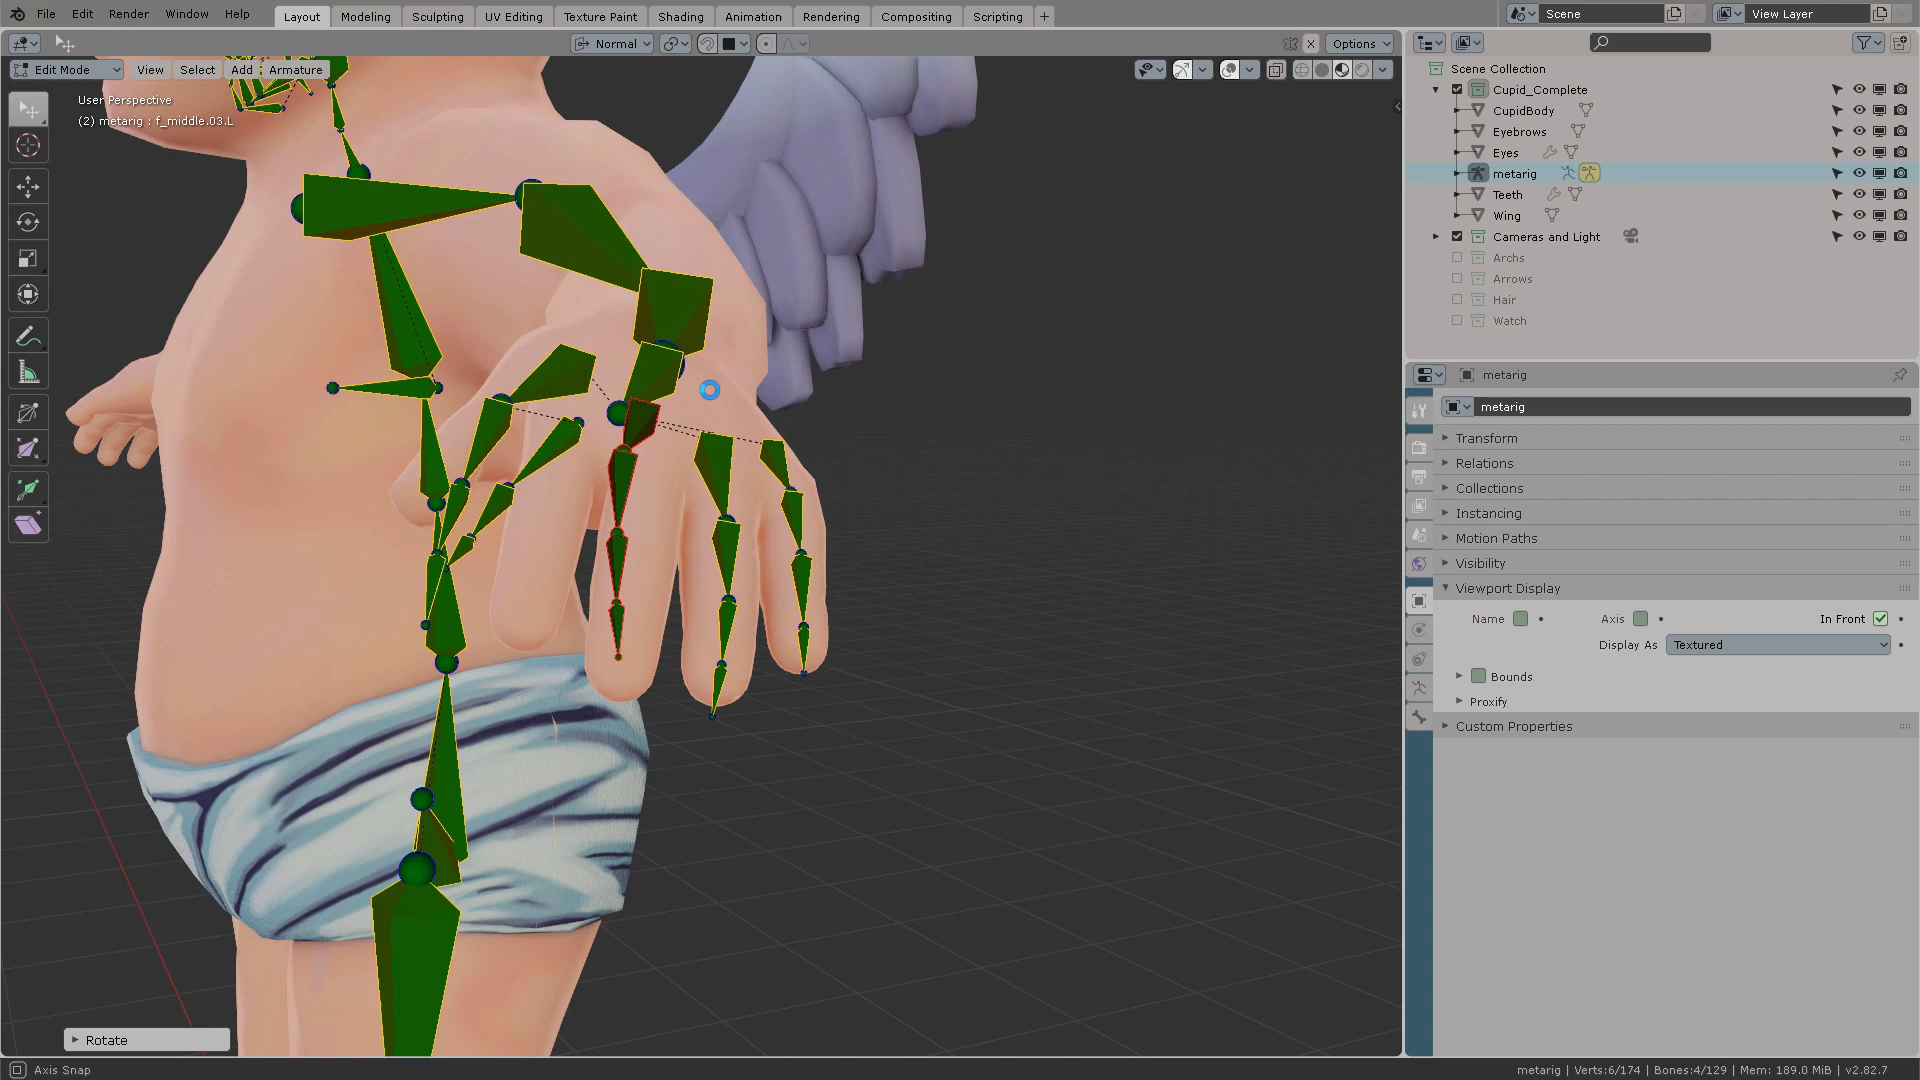 File Edit Render Window Help Layout Modeling Sculpting UV Editing Texture Paint Shading Animation Rendering Compositing Scripting + Scene View Layer
Normal Options
Edit Mode View Select Add Armature
User Perspective
(2) metarig : f_middle.03.L
Scene Collection
Cupid_Complete
CupidBody
Eyebrows
Eyes
metarig
Teeth
Wing
Cameras and Light
Archs
Arrows
Hair
Watch
metarig
metarig
Transform
Relations
Collections
Instancing
Motion Paths
Visibility
Viewport Display
Name Axis In Front
Display As Textured
Bounds
Proxify
Custom Properties
Rotate
Axis Snap
metarig | Verts:6/174 | Bones:4/129 | Mem: 189.0 MiB | v2.82.7